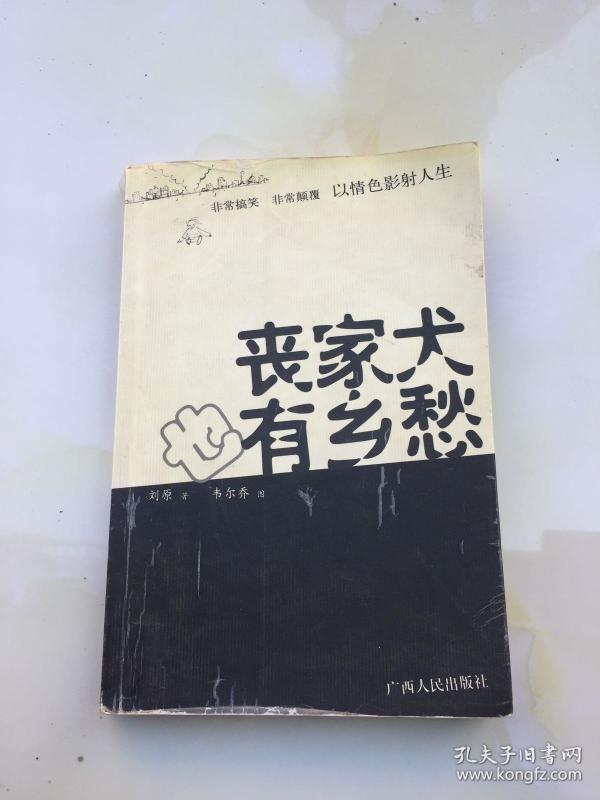 非常搞笑 非常颠覆 以情色影射人生
丧家犬
也有乡愁
刘原 著 韦尔乔 图
广西人民出版社
孔夫子旧书网
www.kongfz.com